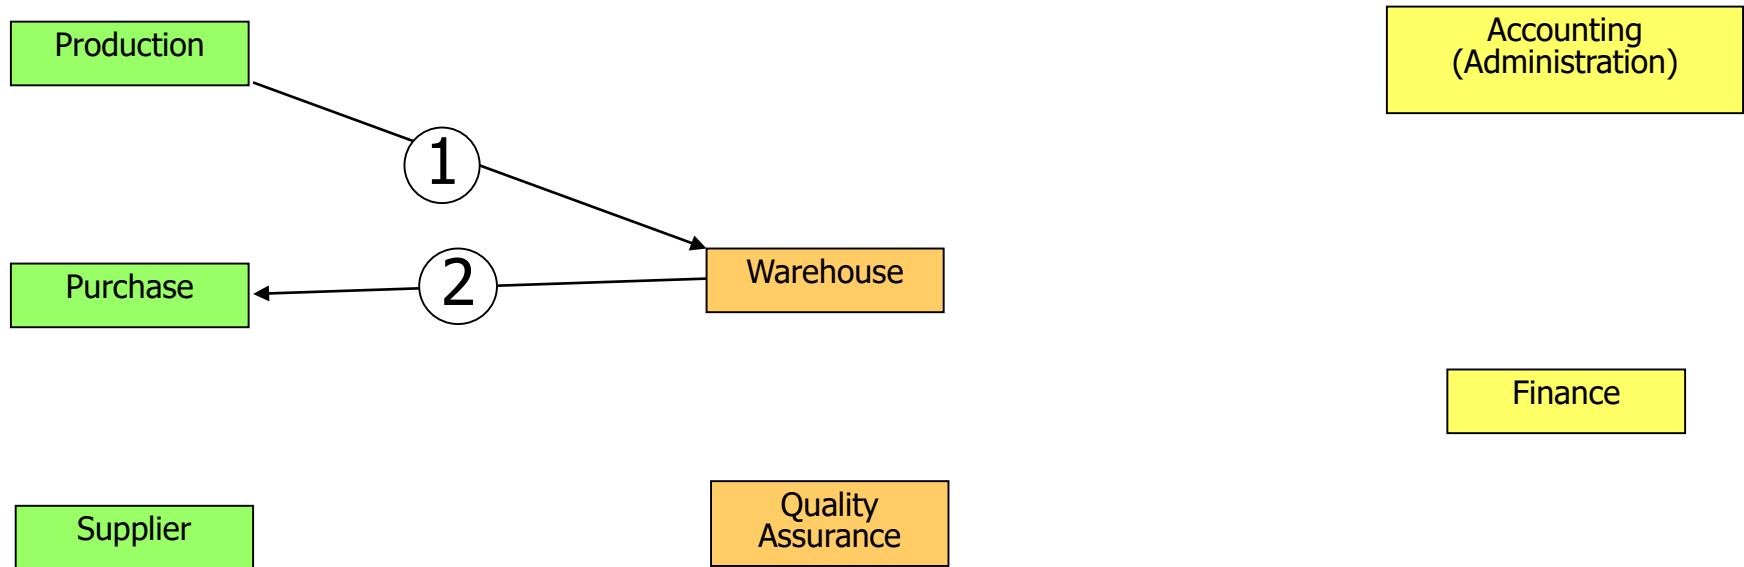 Production
Accounting
(Administration)
1
Purchase
2
Warehouse
Finance
Supplier
Quality
Assurance